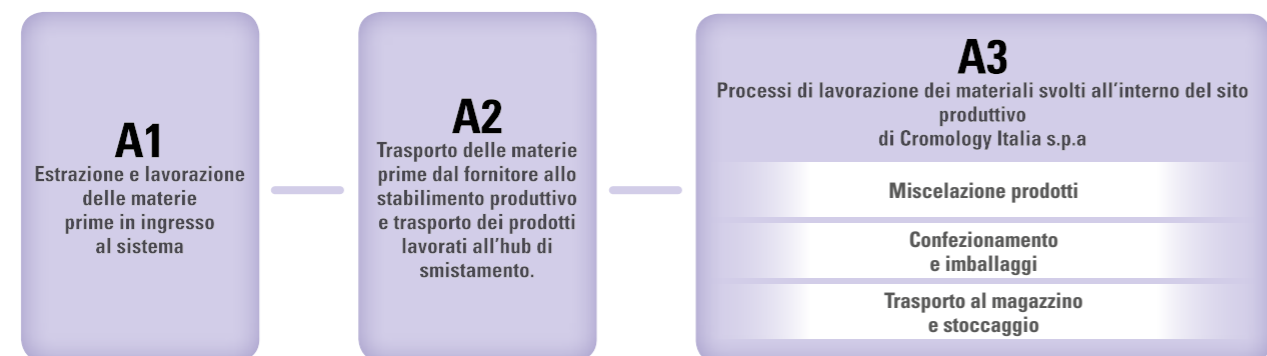 A1
Estrazione e lavorazione
delle materie
prime in ingresso
al sistema
A2
Trasporto delle materie
prime dal fornitore allo
stabilimento produttivo
e trasporto dei prodotti
lavorati all’hub di
smistamento.
A3
Processi di lavorazione dei materiali svolti all’interno del sito
produttivo
di Cromology Italia s.p.a
Miscelazione prodotti
Confezionamento
e imballaggi
Trasporto al magazzino
e stoccaggio